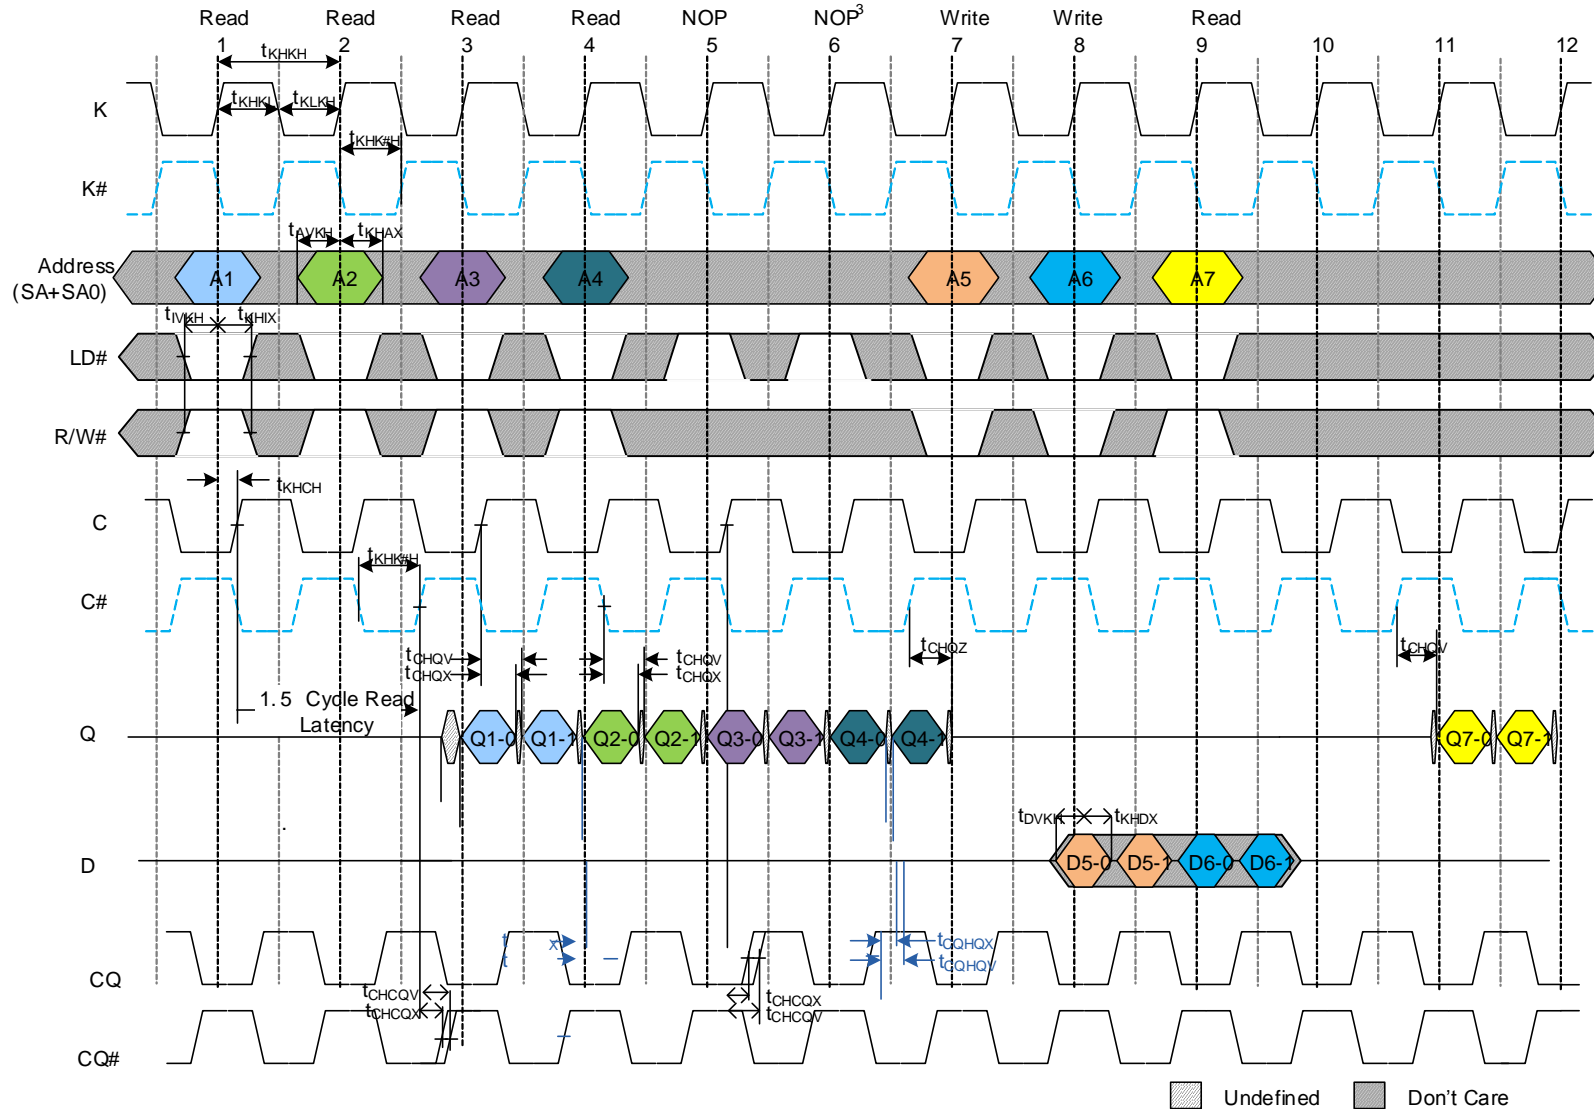 Read Read Read Read NOP NOP3 Write Write Read
1 2 3 4 5 6 7 8 9 10 11 12
tKHKH
K
tKHKL tKLKH
tKHK#H
K#
tAVKH tKHAX
Address
(SA+SA0)
A1 A2 A3 A4 A5 A6 A7
tIVKH tKHIX
LD#
R/W#
tKHCH
C
tKHK#H
C#
tCHQV tCHQV tCHQZ tCHQV
tCHQX tCHQX
1.5 Cycle Read
Latency
Q
Q1-0 Q1-1 Q2-0 Q2-1 Q3-0 Q3-1 Q4-0 Q4-1 Q7-0 Q7-1
tDVKH tKHDX
D
D5-0 D5-1 D6-0 D6-1
t X tCQHQX
t tCQHQV
CQ
tCHCQV tCHCQX
tCHCQX tCHCQV
CQ#
Undefined Don't Care